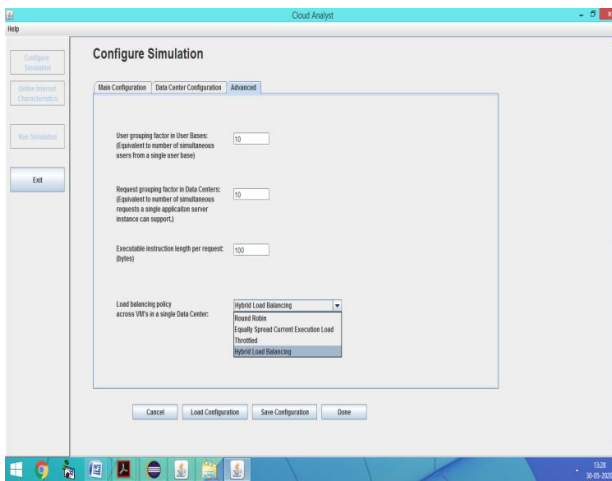 Cloud Analyst
Help
Configure Simulation
Define Internet Characteristics
Run Simulation
Exit
Configure Simulation
Main Configuration
Data Center Configuration
Advanced
User grouping factor in User Bases:
(Equivalent to number of simultaneous
users from a single user base)
10
Request grouping factor in Data Centers:
(Equivalent to number of simultaneous
requests a single applicaiton server
instance can support.)
10
Executable instruction length per request:
(bytes)
100
Load balancing policy
across VM's in a single Data Center:
Hybrid Load Balancing
Round Robin
Equally Spread Current Execution Load
Throttled
Hybrid Load Balancing
Cancel
Load Configuration
Save Configuration
Done
13:28
30-05-2020